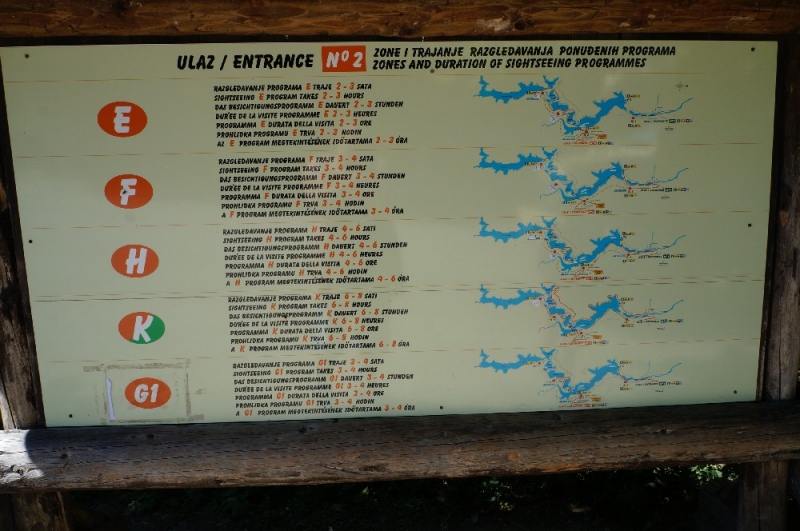 ULAZ / ENTRANCE Nº 2
ZONE I TRAJANJE RAZGLEDAVANJA PONUĐENIH PROGRAMA
ZONES AND DURATION OF SIGHTSEEING PROGRAMMES
E
RAZGLEDAVANJE PROGRAMA E TRAJE 2 - 3 SATA
SIGHTSEEING E PROGRAM TAKES 2 - 3 HOURS
DAS BESICHTIGUNGSPROGRAMM E DAUERT 2 - 3 STUNDEN
DURÉE DE LA VISITE PROGRAMME E 2 - 3 HEURES
PROGRAMMA E DURATA DELLA VISITA 2 - 3 ORE
PROHLIDKA PROGRAMU E TRVA 2 - 3 HODIN
AZ E PROGRAM MEGTEKINTÉSÉNEK IDŐTARTAMA 2 - 3 ÓRA
F
RAZGLEDAVANJE PROGRAMA F TRAJE 3 - 4 SATA
SIGHTSEEING F PROGRAM TAKES 3 - 4 HOURS
DAS BESICHTIGUNGSPROGRAMM F DAUERT 3 - 4 STUNDEN
DURÉE DE LA VISITE PROGRAMME F 3 - 4 HEURES
PROGRAMMA F DURATA DELLA VISITA 3 - 4 ORE
PROHLIDKA PROGRAMU F TRVA 3 - 4 HODIN
A F PROGRAM MEGTEKINTÉSÉNEK IDŐTARTAMA 3 - 4 ÓRA
H
RAZGLEDAVANJE PROGRAMA H TRAJE 4 - 6 SATI
SIGHTSEEING H PROGRAM TAKES 4 - 6 HOURS
DAS BESICHTIGUNGSPROGRAMM H DAUERT 4 - 6 STUNDEN
DURÉE DE LA VISITE PROGRAMME H 4 - 6 HEURES
PROGRAMMA H DURATA DELLA VISITA 4 - 6 ORE
PROHLIDKA PROGRAMU H TRVA 4 - 6 HODIN
A H PROGRAM MEGTEKINTÉSÉNEK IDŐTARTAMA 4 - 6 ÓRA
K
RAZGLEDAVANJE PROGRAMA K TRAJE 6 - 8 SATI
SIGHTSEEING K PROGRAM TAKES 6 - 8 HOURS
DAS BESICHTIGUNGSPROGRAMM K DAUERT 6 - 8 STUNDEN
DURÉE DE LA VISITE PROGRAMME K 6 - 8 HEURES
PROGRAMMA K DURATA DELLA VISITA 6 - 8 ORE
PROHLIDKA PROGRAMU K TRVA 6 - 8 HODIN
A K PROGRAM MEGTEKINTÉSÉNEK IDŐTARTAMA 6 - 8 ÓRA
G1
RAZGLEDAVANJE PROGRAMA G1 TRAJE 3 - 4 SATA
SIGHTSEEING G1 PROGRAM TAKES 3 - 4 HOURS
DAS BESICHTIGUNGSPROGRAMM G1 DAUERT 3 - 4 STUNDEN
DURÉE DE LA VISITE PROGRAMME G1 3 - 4 HEURES
PROGRAMMA G1 DURATA DELLA VISITA 3 - 4 ORE
PROHLIDKA PROGRAMU G1 TRVA 3 - 4 HODIN
A G1 PROGRAM MEGTEKINTÉSÉNEK IDŐTARTAMA 3 - 4 ÓRA